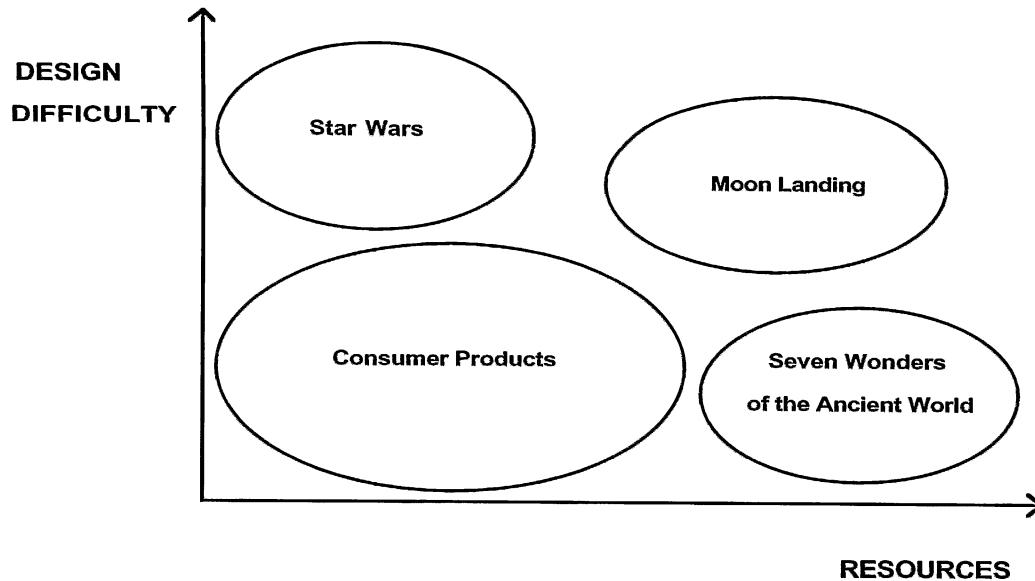 DESIGN
DIFFICULTY
Star Wars
Moon Landing
Consumer Products
Seven Wonders
of the Ancient World
RESOURCES